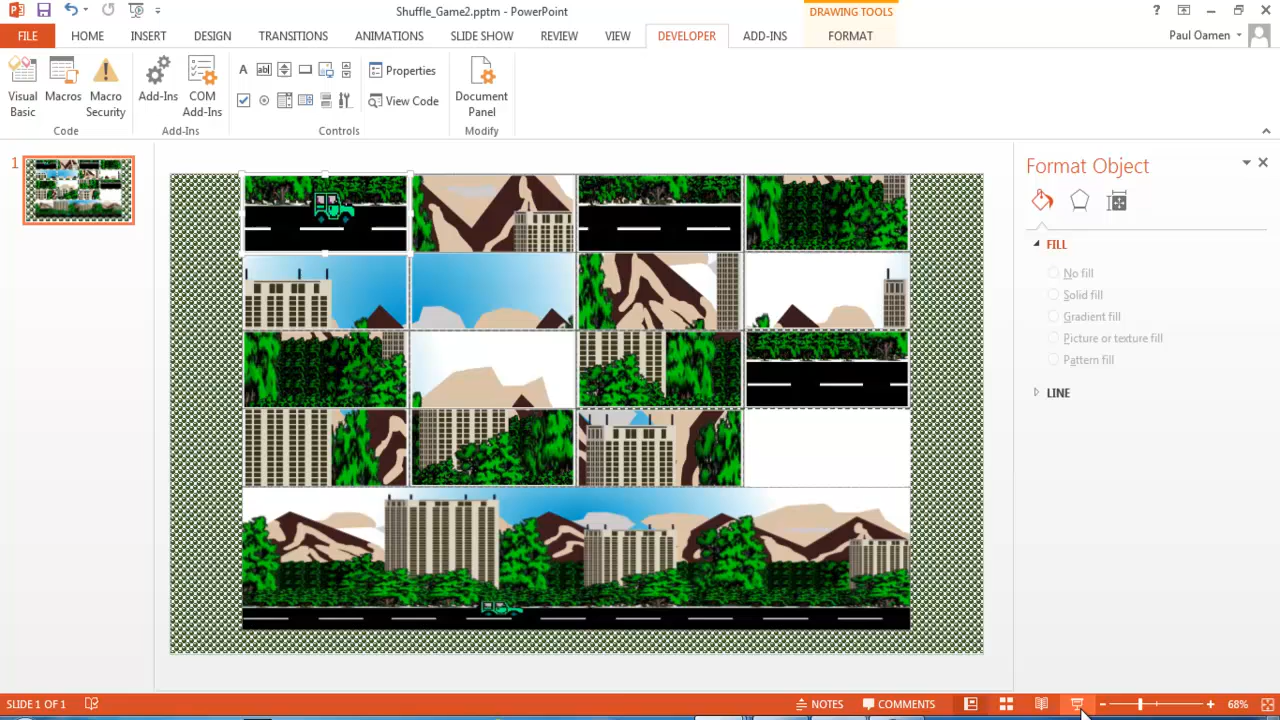 Shuffle_Game2.pptm - PowerPoint
DRAWING TOOLS
?
FILE HOME INSERT DESIGN TRANSITIONS ANIMATIONS SLIDE SHOW REVIEW VIEW DEVELOPER ADD-INS FORMAT
Paul Oamen
Visual Basic
Macros
Macro Security
Code
Add-Ins
COM Add-Ins
Add-Ins
A
abl
Properties
View Code
Controls
Document Panel
Modify
1
Format Object
FILL
No fill
Solid fill
Gradient fill
Picture or texture fill
Pattern fill
LINE
SLIDE 1 OF 1
NOTES
COMMENTS
68%